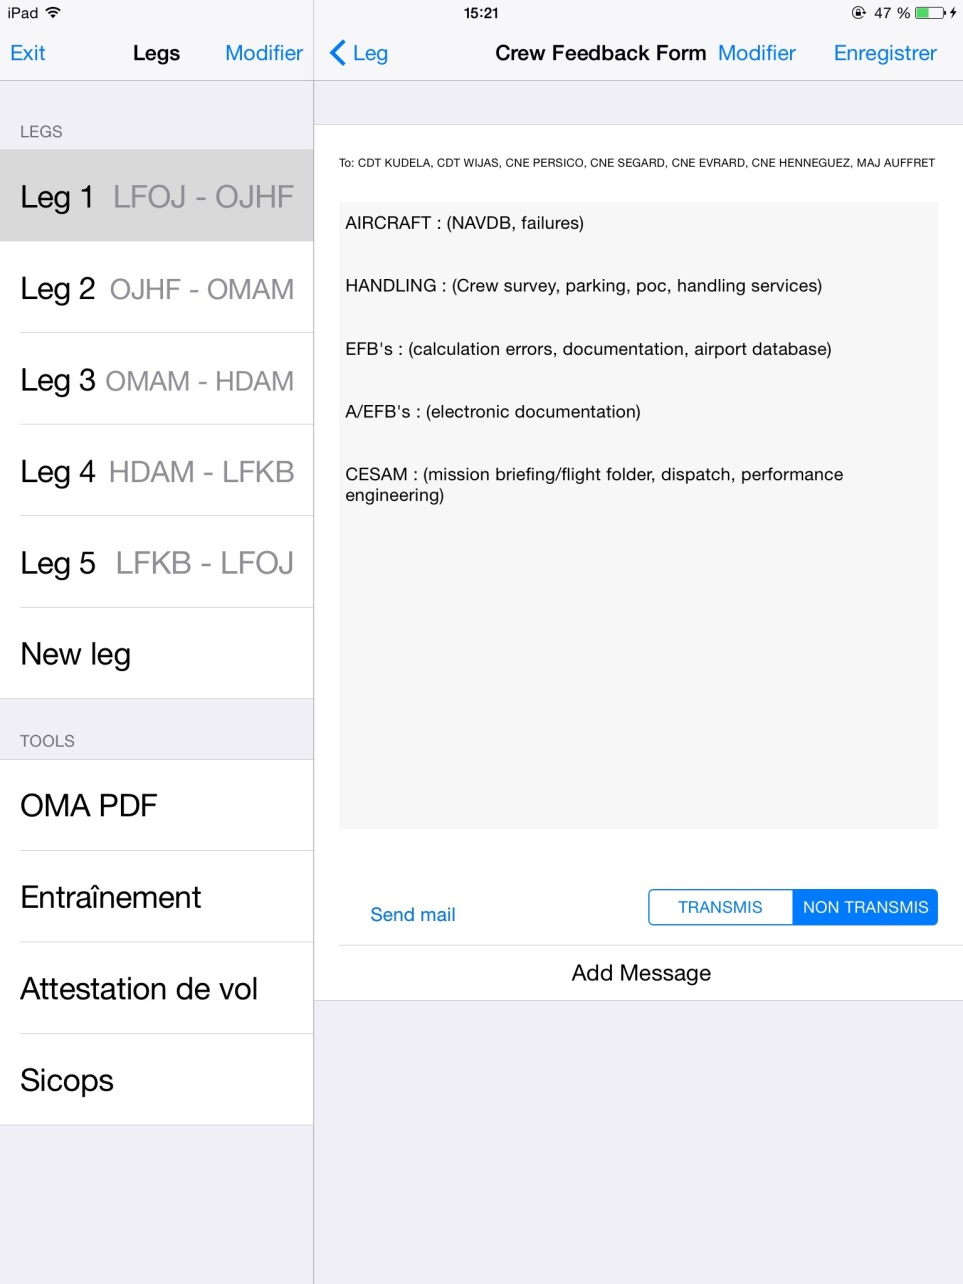 iPad 15:21 47 %
Exit Legs Modifier
Leg Crew Feedback Form Modifier Enregistrer
LEGS
Leg 1 LFOJ - OJHF
Leg 2 OJHF - OMAM
Leg 3 OMAM - HDAM
Leg 4 HDAM - LFKB
Leg 5 LFKB - LFOJ
New leg
TOOLS
OMA PDF
Entraînement
Attestation de vol
Sicops
To: CDT KUDELA, CDT WIJAS, CNE PERSICO, CNE SEGARD, CNE EVRARD, CNE HENNEGUEZ, MAJ AUFFRET
AIRCRAFT : (NAVDB, failures)
HANDLING : (Crew survey, parking, poc, handling services)
EFB's : (calculation errors, documentation, airport database)
A/EFB's : (electronic documentation)
CESAM : (mission briefing/flight folder, dispatch, performance
engineering)
Send mail TRANSMIS NON TRANSMIS
Add Message